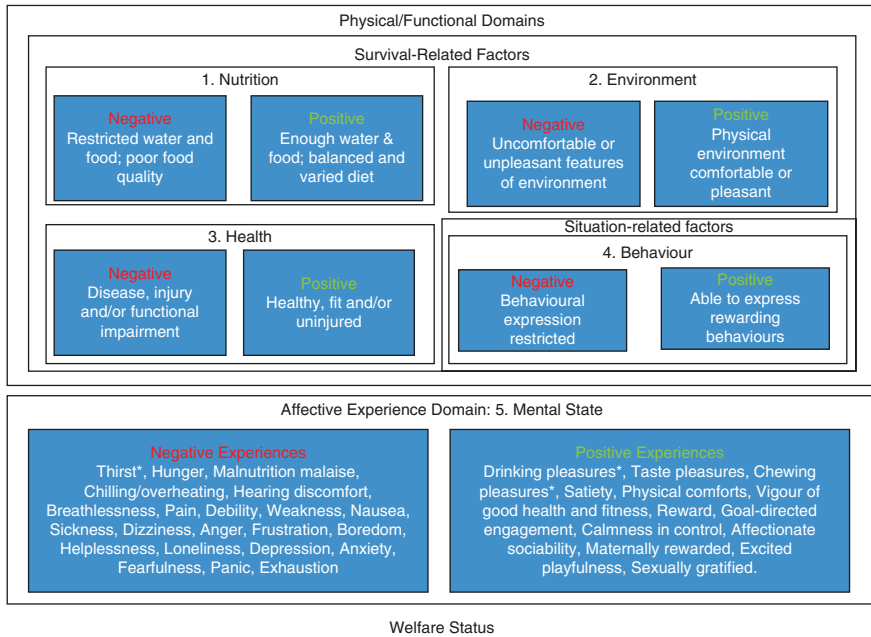 Physical/Functional Domains
Survival-Related Factors
1. Nutrition
Negative
Restricted water and
food; poor food
quality
Positive
Enough water &
food; balanced and
varied diet
2. Environment
Negative
Uncomfortable or
unpleasant features
of environment
Positive
Physical
environment
comfortable or
pleasant
3. Health
Negative
Disease, injury
and/or functional
impairment
Positive
Healthy, fit and/or
uninjured
Situation-related factors
4. Behaviour
Negative
Behavioural
expression
restricted
Positive
Able to express
rewarding
behaviours
Affective Experience Domain: 5. Mental State
Negative Experiences
Thirst*, Hunger, Malnutrition malaise,
Chilling/overheating, Hearing discomfort,
Breathlessness, Pain, Debility, Weakness, Nausea,
Sickness, Dizziness, Anger, Frustration, Boredom,
Helplessness, Loneliness, Depression, Anxiety,
Fearfulness, Panic, Exhaustion
Positive Experiences
Drinking pleasures*, Taste pleasures, Chewing
pleasures*, Satiety, Physical comforts, Vigour of
good health and fitness, Reward, Goal-directed
engagement, Calmness in control, Affectionate
sociability, Maternally rewarded, Excited
playfulness, Sexually gratified.
Welfare Status